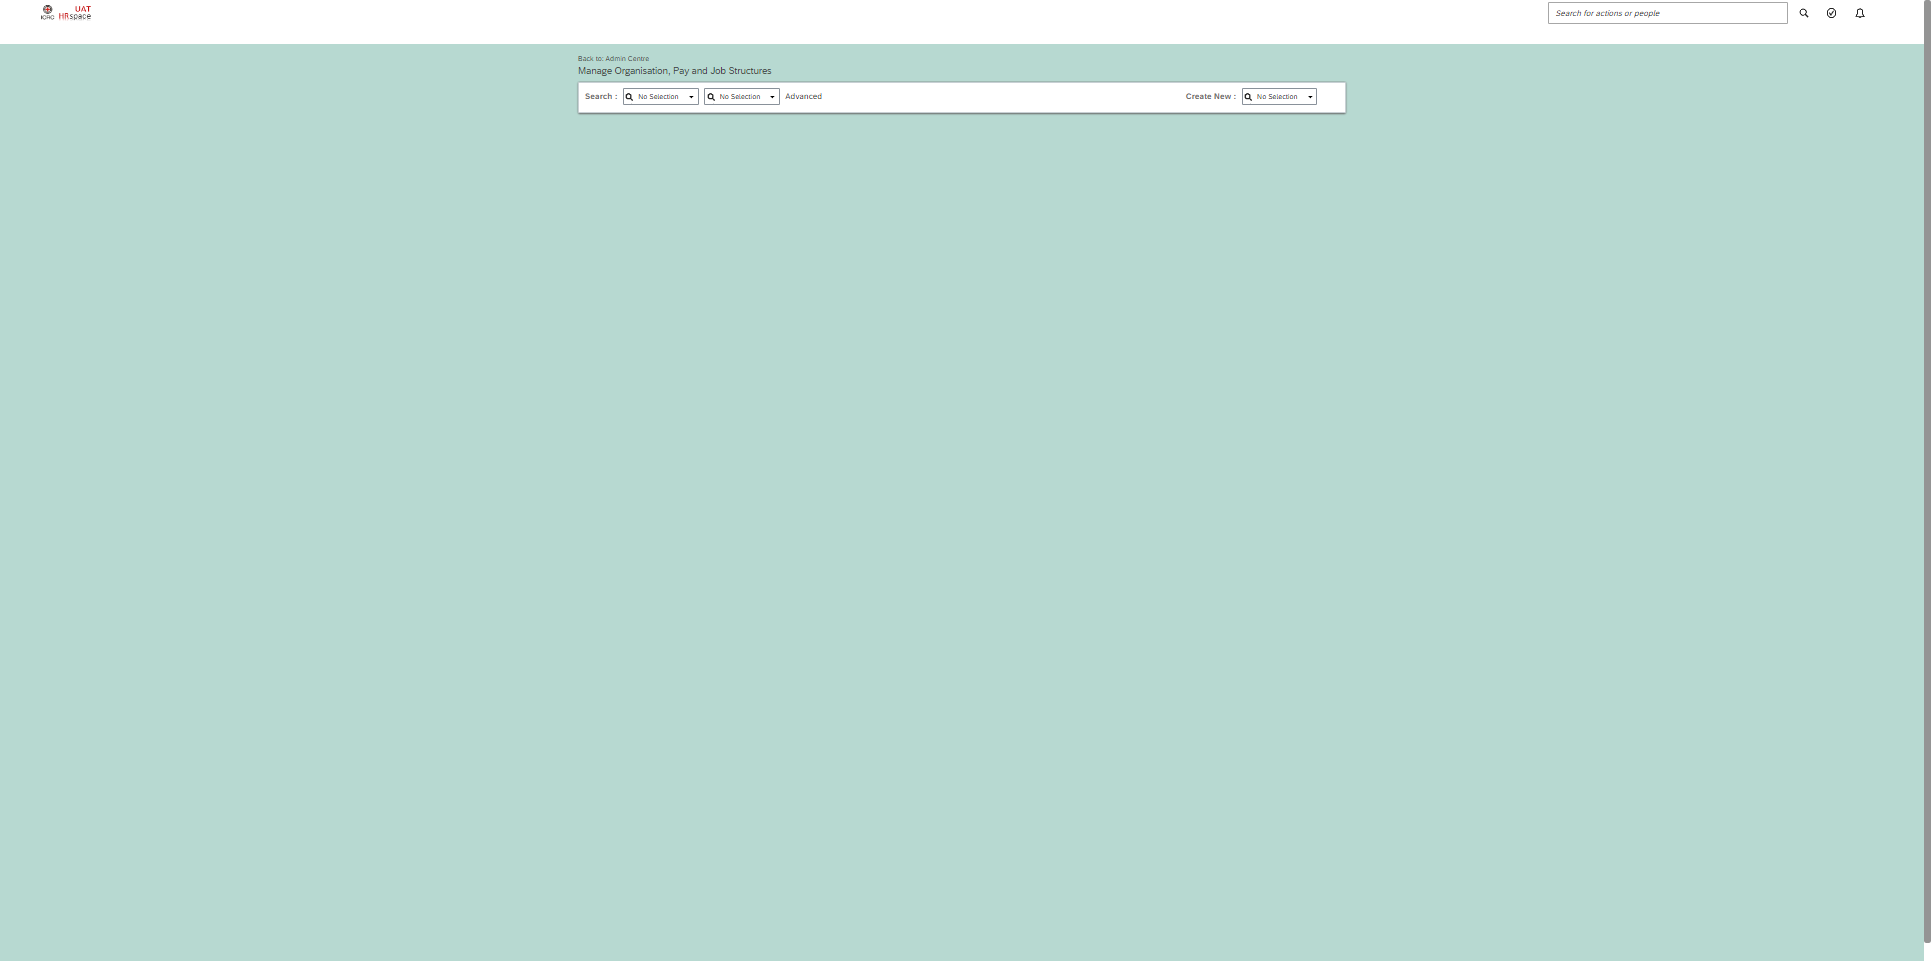 UAT
ICRC HRspace
Search for actions or people
Back to: Admin Centre
Manage Organisation, Pay and Job Structures
Search : No Selection No Selection Advanced Create New : No Selection